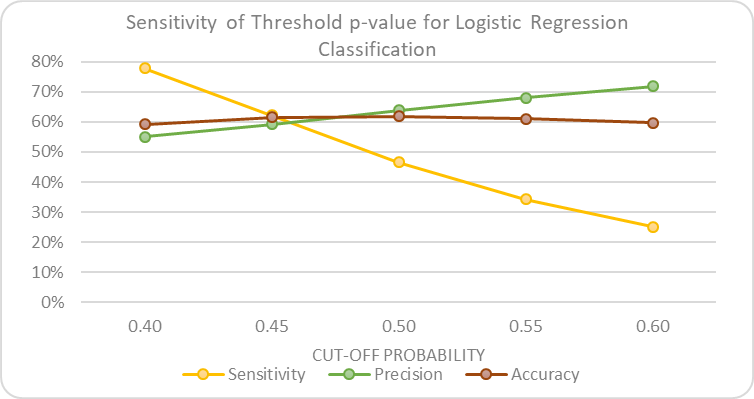 Sensitivity of Threshold p-value for Logistic Regression
Classification
80%
70%
60%
50%
40%
30%
20%
10%
0%
0.40 0.45 0.50 0.55 0.60
CUT-OFF PROBABILITY
Sensitivity Precision Accuracy